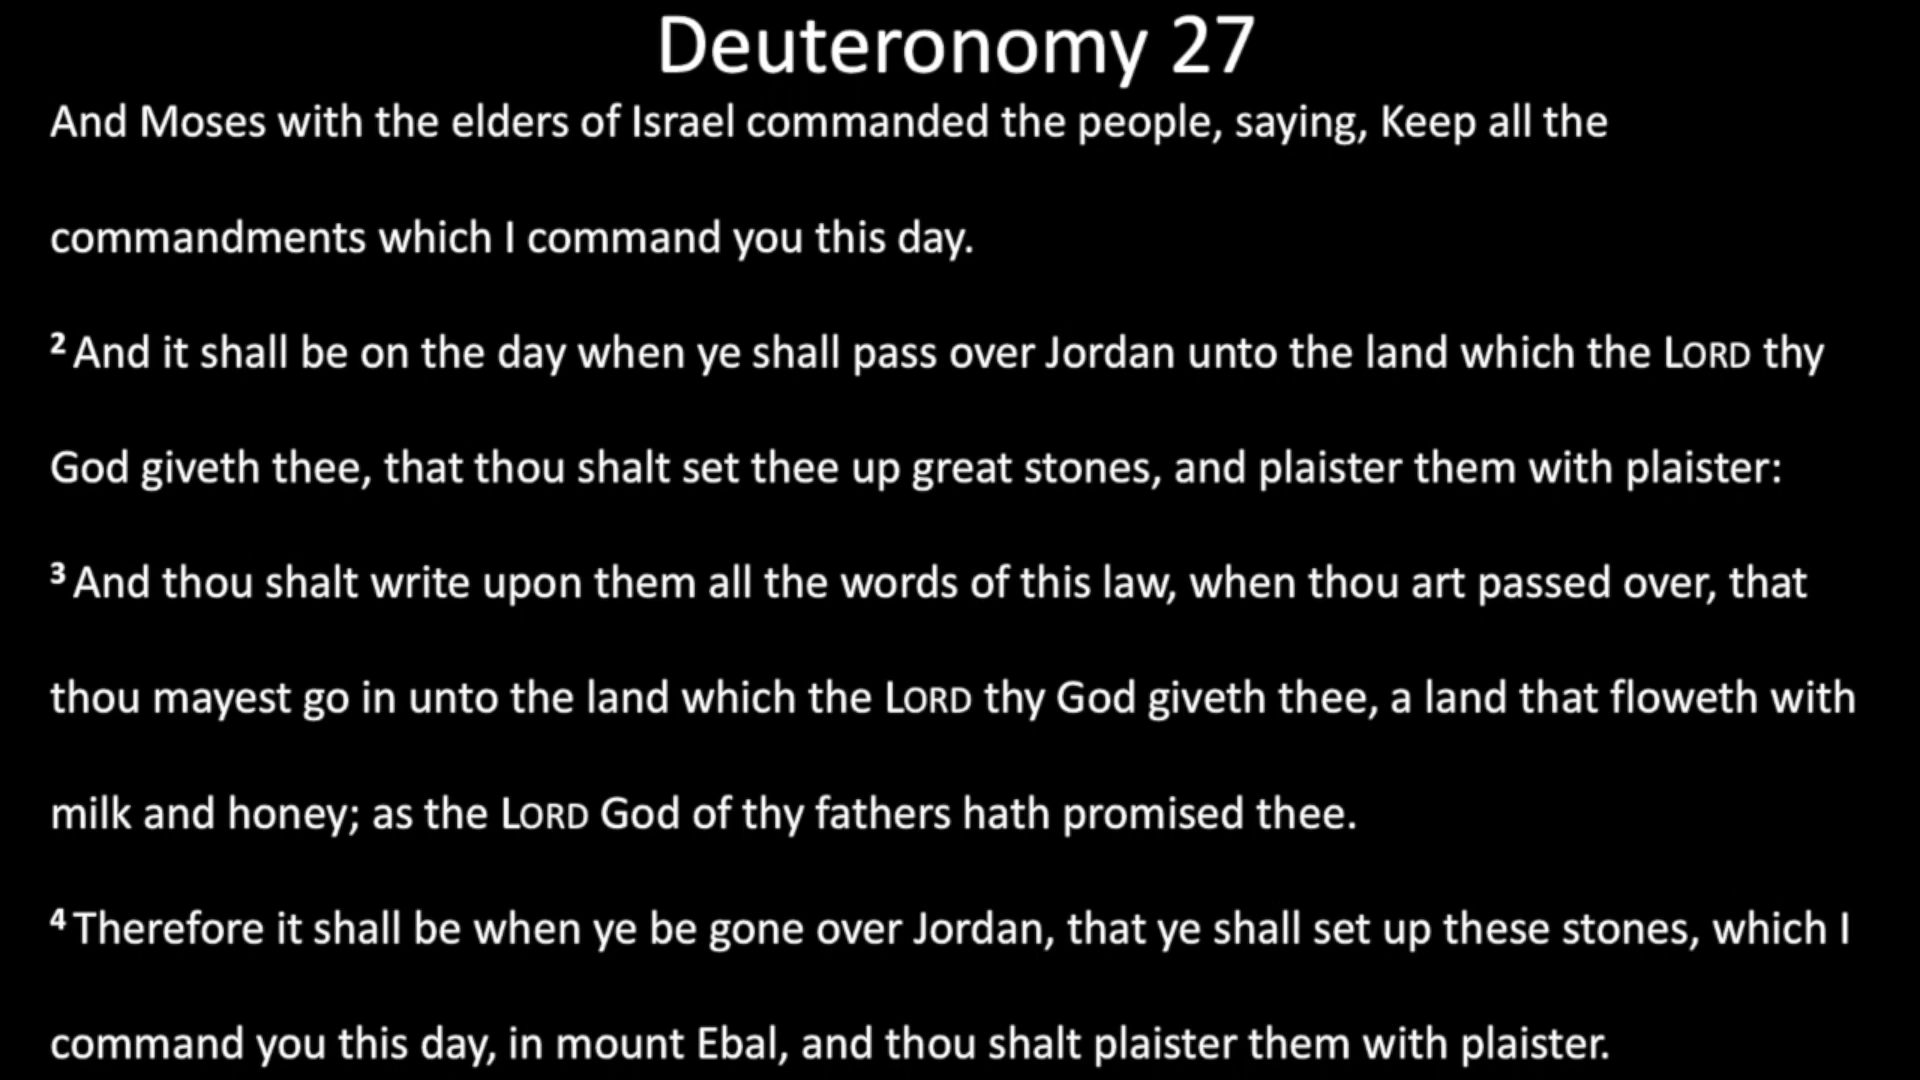 Deuteronomy 27
And Moses with the elders of Israel commanded the people, saying, Keep all the
commandments which I command you this day.
2 And it shall be on the day when ye shall pass over Jordan unto the land which the LORD thy
God giveth thee, that thou shalt set thee up great stones, and plaister them with plaister:
3 And thou shalt write upon them all the words of this law, when thou art passed over, that
thou mayest go in unto the land which the LORD thy God giveth thee, a land that floweth with
milk and honey; as the LORD God of thy fathers hath promised thee.
4 Therefore it shall be when ye be gone over Jordan, that ye shall set up these stones, which I
command you this day, in mount Ebal, and thou shalt plaister them with plaister.